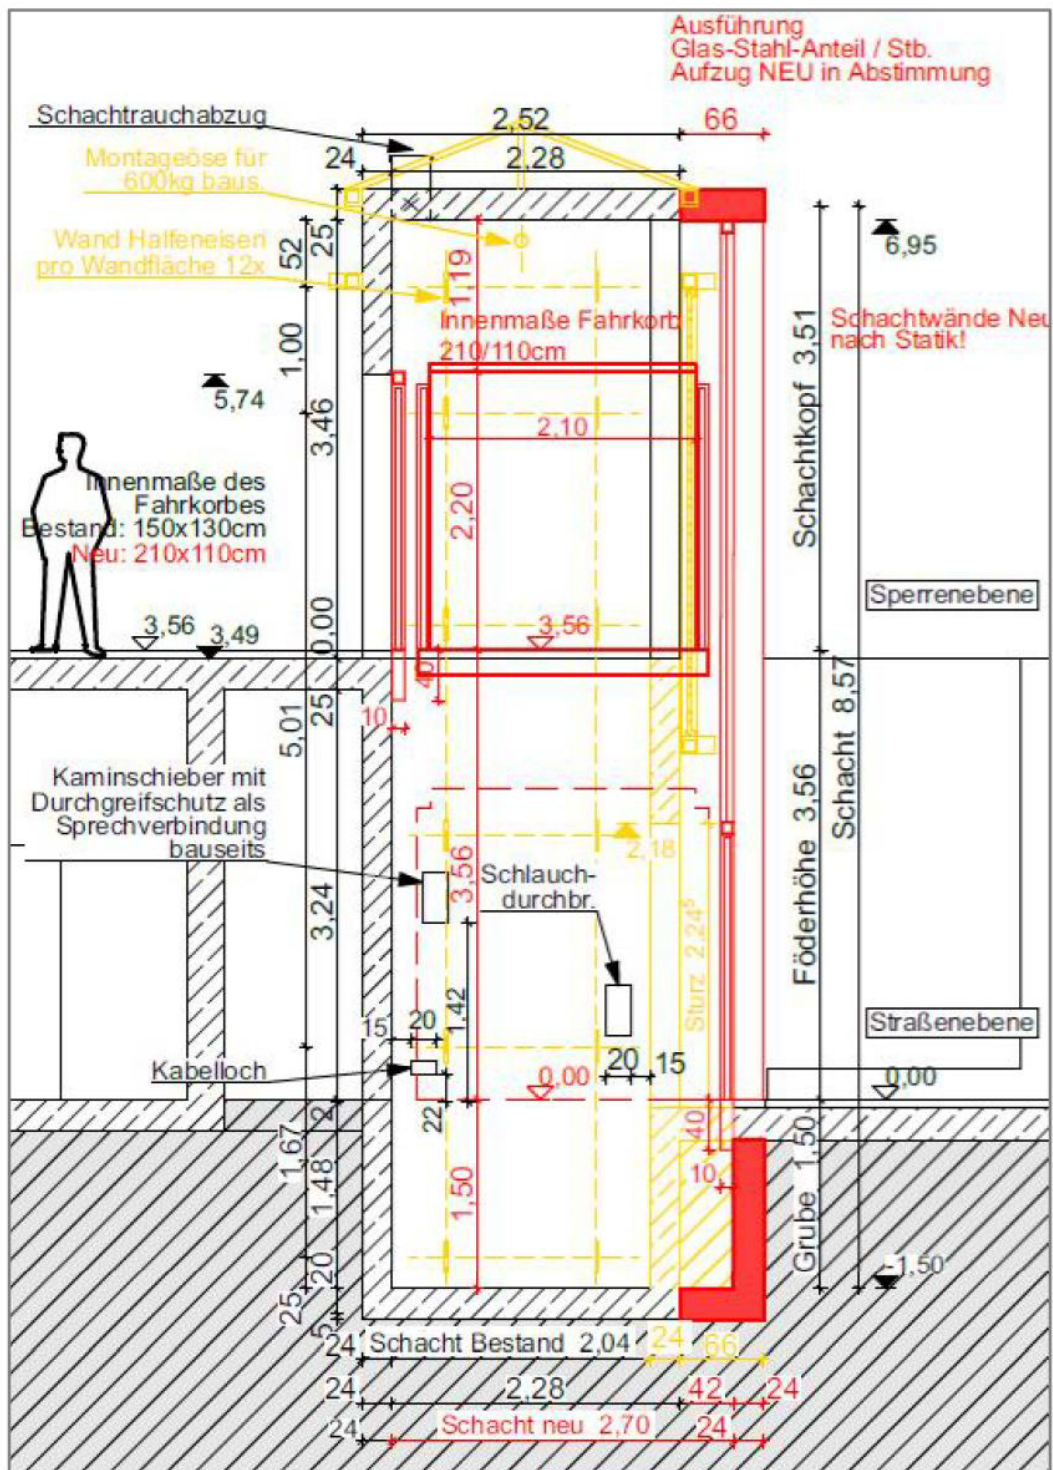 Ausführung
Glas-Stahl-Anteil / Stb.
Aufzug NEU in Abstimmung
Schachtrauchabzug
2,52
66
24
2,28
Montageöse für
600kg baus.
Wand Halfeneisen
pro Wandfläche 12x
52
25
1,19
6,95
Innenmaße Fahrkorb
210/110cm
Schachtwände Neu
nach Statik!
1,00
5,74
3,46
2,10
Schachtkopf 3,51
Innenmaße des
Fahrkorbes
Bestand: 150x130cm
Neu: 210x110cm
2,20
Sperrenebene
3,56
3,49
0,00
3,56
40
10
25
5,01
Schacht 8,57
Kaminschieber mit
Durchgreifschutz als
Sprechverbindung
bauseits
2,18
3,56
Schlauch-
durchbr.
3,24
Föderhöhe 3,56
Sturz 2,24⁵
1,42
15
20
Straßenebene
Kabelloch
0,00
20
15
0,00
22
2
40
1,67
1,48
1,50
10
Grube 1,50
20
-1,50
25
5
24
Schacht Bestand 2,04
24
66
24
2,28
42
24
24
Schacht neu 2,70
24